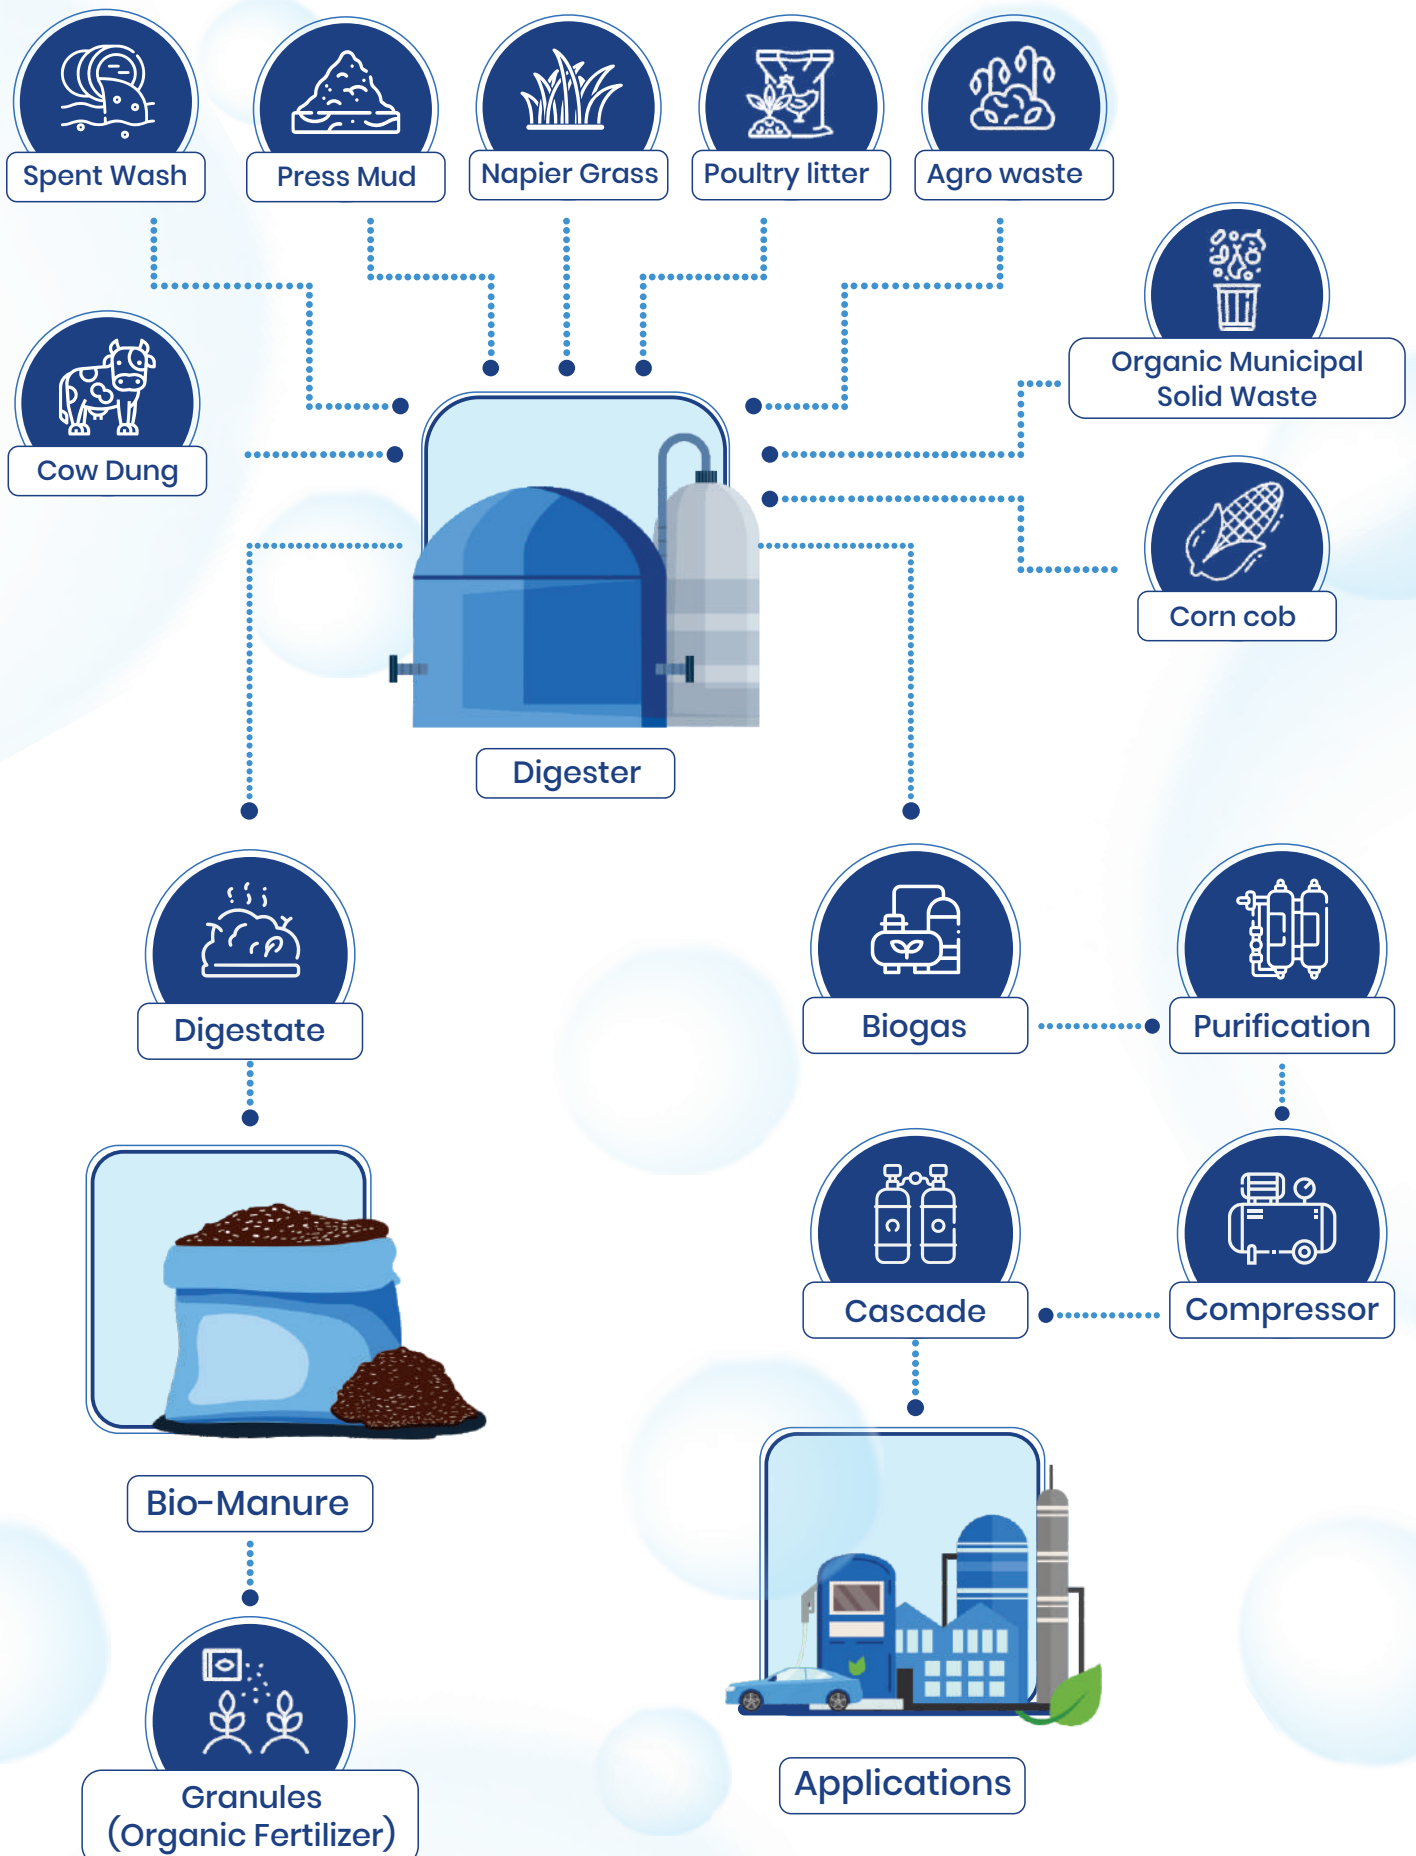 Spent Wash
Press Mud
Napier Grass
Poultry litter
Agro waste
Organic Municipal
Solid Waste
Cow Dung
Corn cob
Digester
Digestate
Biogas
Purification
Cascade
Compressor
Bio-Manure
Applications
Granules
(Organic Fertilizer)